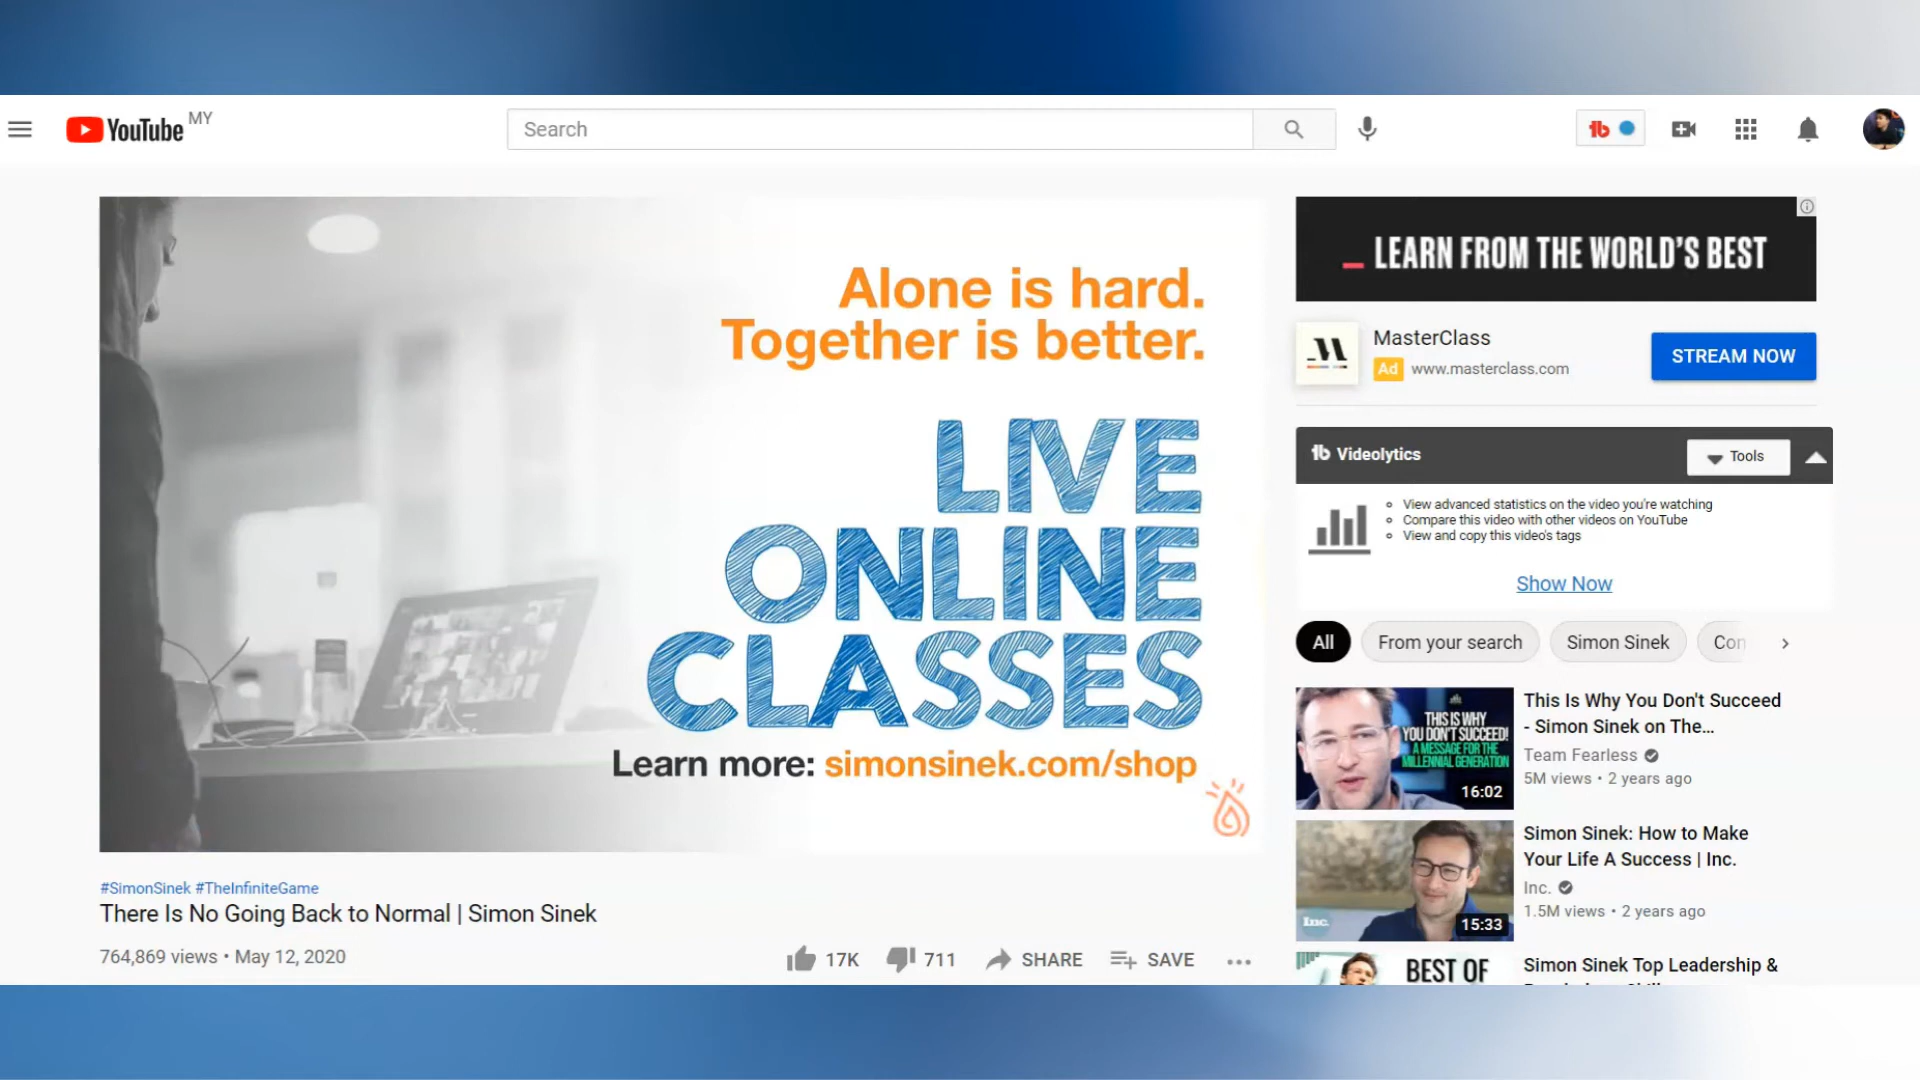 YouTube MY
Search
tb
Alone is hard.
Together is better.
LIVE
ONLINE
CLASSES
Learn more: simonsinek.com/shop
#SimonSinek #TheInfiniteGame
There Is No Going Back to Normal | Simon Sinek
764,869 views • May 12, 2020
17K
711
SHARE
SAVE
LEARN FROM THE WORLD'S BEST
MasterClass
Ad www.masterclass.com
STREAM NOW
tb Videolytics
Tools
View advanced statistics on the video you're watching
Compare this video with other videos on YouTube
View and copy this video's tags
Show Now
All
From your search
Simon Sinek
THIS IS WHY
YOU DON'T SUCCEED!
A MESSAGE FOR THE
MILLENNIAL GENERATION
16:02
This Is Why You Don't Succeed
- Simon Sinek on The...
Team Fearless
5M views • 2 years ago
Inc.
15:33
Simon Sinek: How to Make
Your Life A Success | Inc.
Inc.
1.5M views • 2 years ago
BEST OF
Simon Sinek Top Leadership &